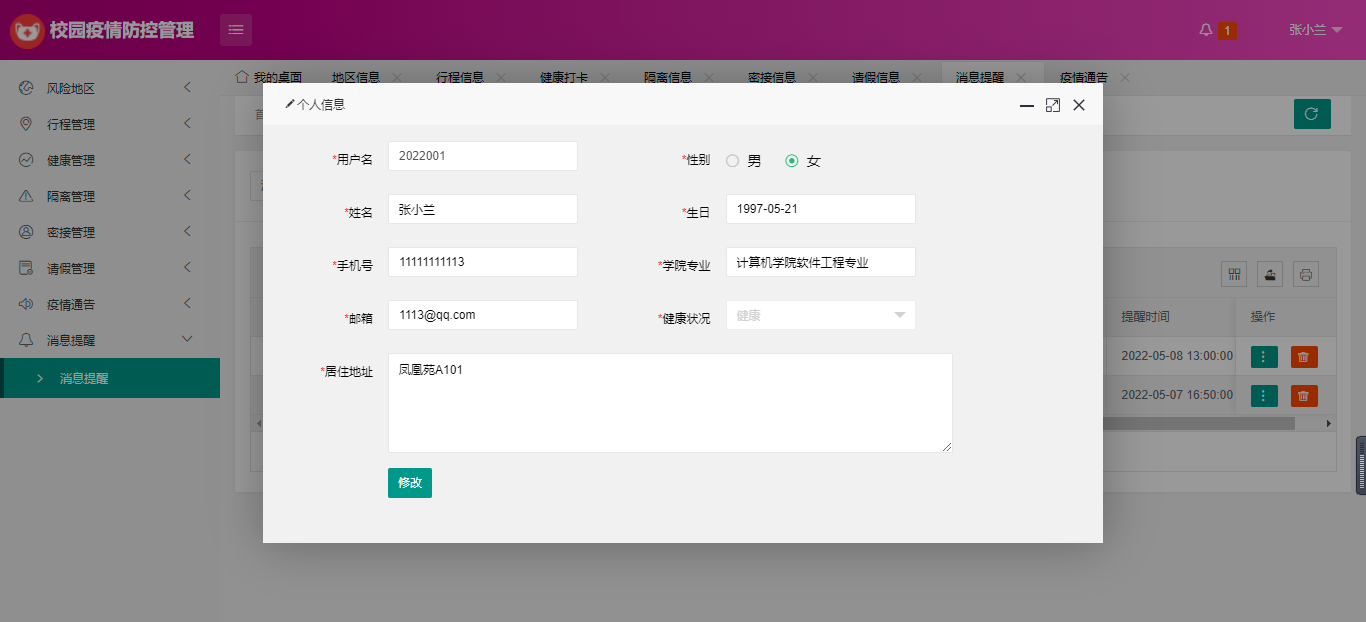 校园疫情防控管理
1
张小兰
风险地区
行程管理
健康管理
隔离管理
密接管理
请假管理
疫情通告
消息提醒
消息提醒
我的桌面 地区信息 行程信息 健康打卡 隔离信息 密接信息 请假信息 消息提醒 疫情通告
个人信息
*用户名 2022001 *性别 男 女
*姓名 张小兰 *生日 1997-05-21
*手机号 11111111113 *学院专业 计算机学院软件工程专业
*邮箱 1113@qq.com *健康状况 健康
*居住地址 凤凰苑A101
修改
提醒时间 操作
2022-05-08 13:00:00
2022-05-07 16:50:00